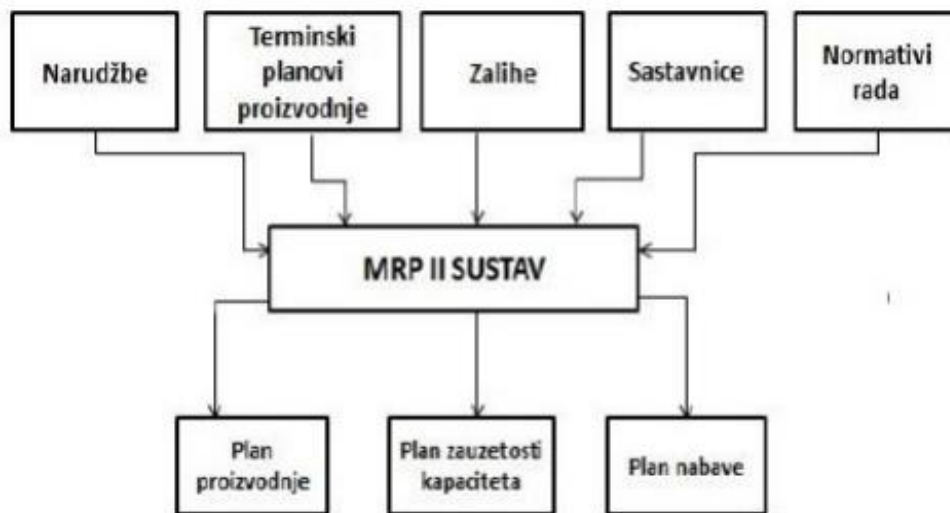 Narudžbe
Terminski
planovi
proizvodnje
Zalihe
Sastavnice
Normativi
rada
MRP II SUSTAV
Plan
proizvodnje
Plan zauzetosti
kapaciteta
Plan nabave